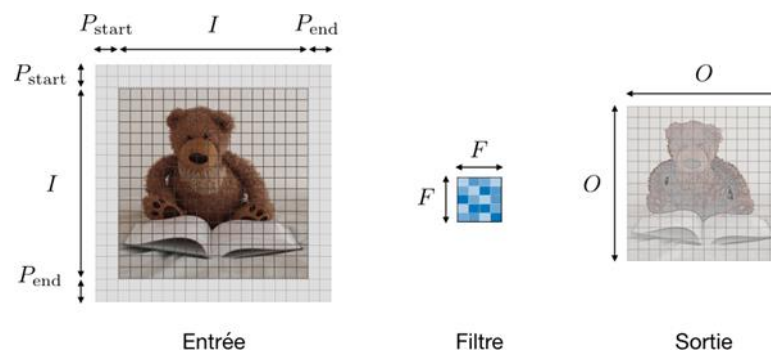 P_start I P_end
P_start
I
P_end
F
F
O
O
Entrée Filtre Sortie